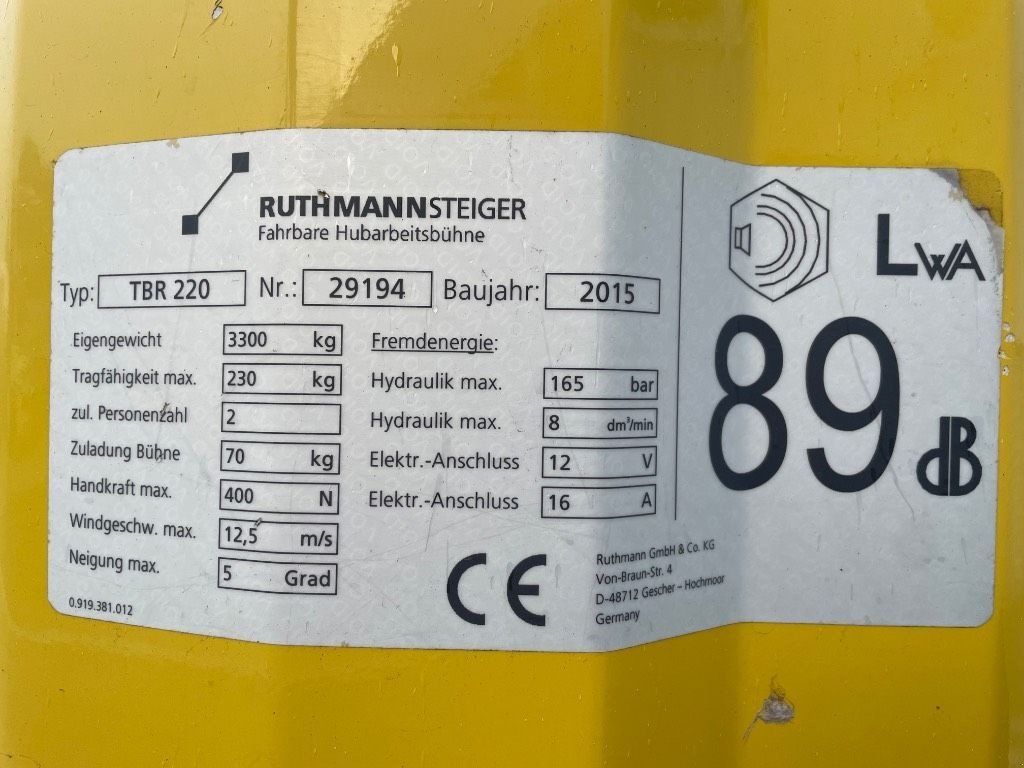 RUTHMANNSTEIGER
Fahrbare Hubarbeitsbühne
Typ: TBR 220 Nr.: 29194 Baujahr: 2015
Eigengewicht 3300 kg
Tragfähigkeit max. 230 kg
zul. Personenzahl 2
Zuladung Bühne 70 kg
Handkraft max. 400 N
Windgeschw. max. 12,5 m/s
Neigung max. 5 Grad
0.919.381.012
Fremdenergie:
Hydraulik max. 165 bar
Hydraulik max. 8 dm³/min
Elektr.-Anschluss 12 V
Elektr.-Anschluss 16 A
CE
Ruthmann GmbH & Co. KG
Von-Braun-Str. 4
D-48712 Gescher – Hochmoor
Germany
LWA
89 dB